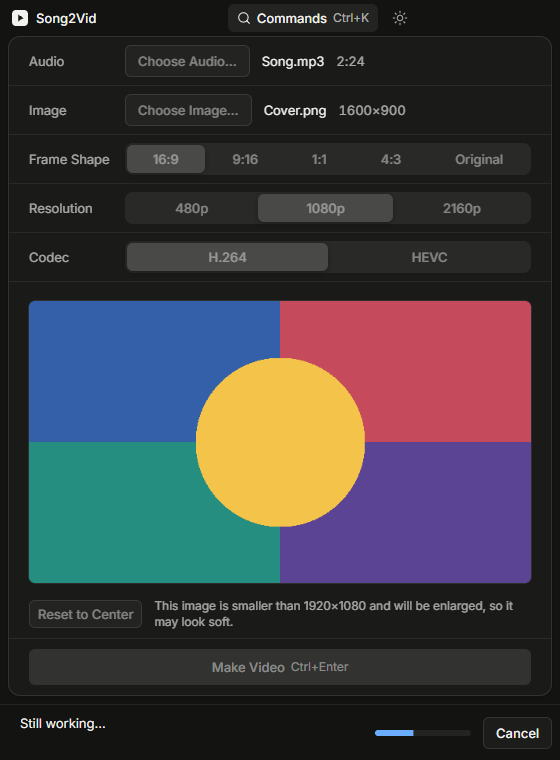 Song2Vid Commands Ctrl+K
Audio Choose Audio... Song.mp3 2:24
Image Choose Image... Cover.png 1600×900
Frame Shape 16:9 9:16 1:1 4:3 Original
Resolution 480p 1080p 2160p
Codec H.264 HEVC
Reset to Center
This image is smaller than 1920×1080 and will be enlarged, so it
may look soft.
Make Video Ctrl+Enter
Still working...
Cancel